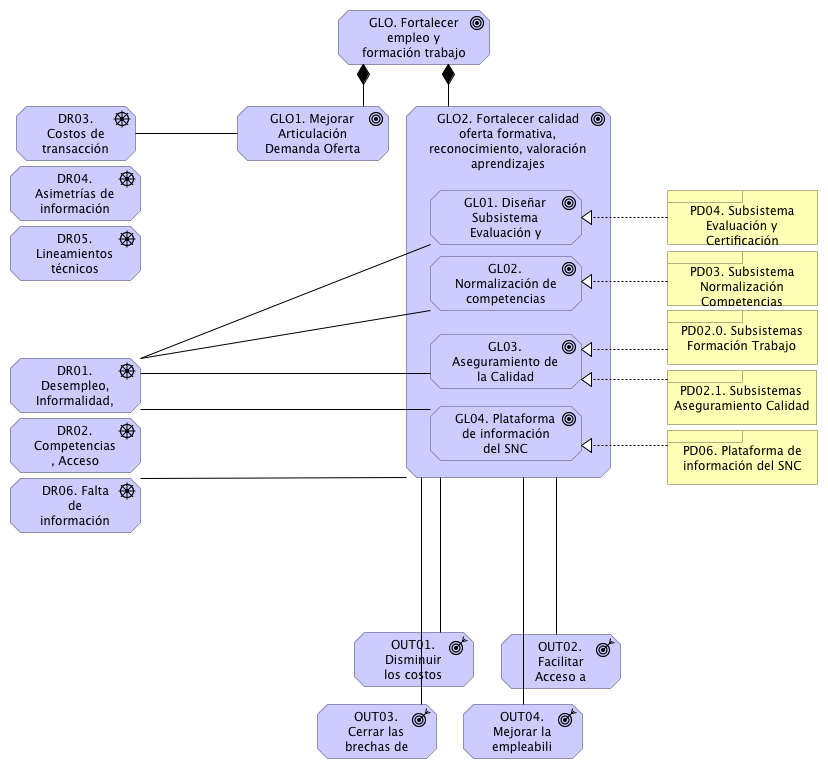 GLO. Fortalecer
empleo y
formación trabajo
DR03.
Costos de
transacción
GLO1. Mejorar
Articulación
Demanda Oferta
GLO2. Fortalecer calidad
oferta formativa,
reconocimiento, valoración
aprendizajes
DR04.
Asimetrías de
información
DR05.
Lineamientos
técnicos
GL01. Diseñar
Subsistema
Evaluación y
PD04. Subsistema
Evaluación y
Certificación
GL02.
Normalización de
competencias
PD03. Subsistema
Normalización
Competencias
GL03.
Aseguramiento de
la Calidad
PD02.0. Subsistemas
Formación Trabajo
PD02.1. Subsistemas
Aseguramiento Calidad
DR01.
Desempleo,
Informalidad,
GL04. Plataforma
de información
del SNC
PD06. Plataforma de
información del SNC
DR02.
Competencias
, Acceso
DR06. Falta
de
información
OUT01.
Disminuir
los costos
OUT02.
Facilitar
Acceso a
OUT03.
Cerrar las
brechas de
OUT04.
Mejorar la
empleabili